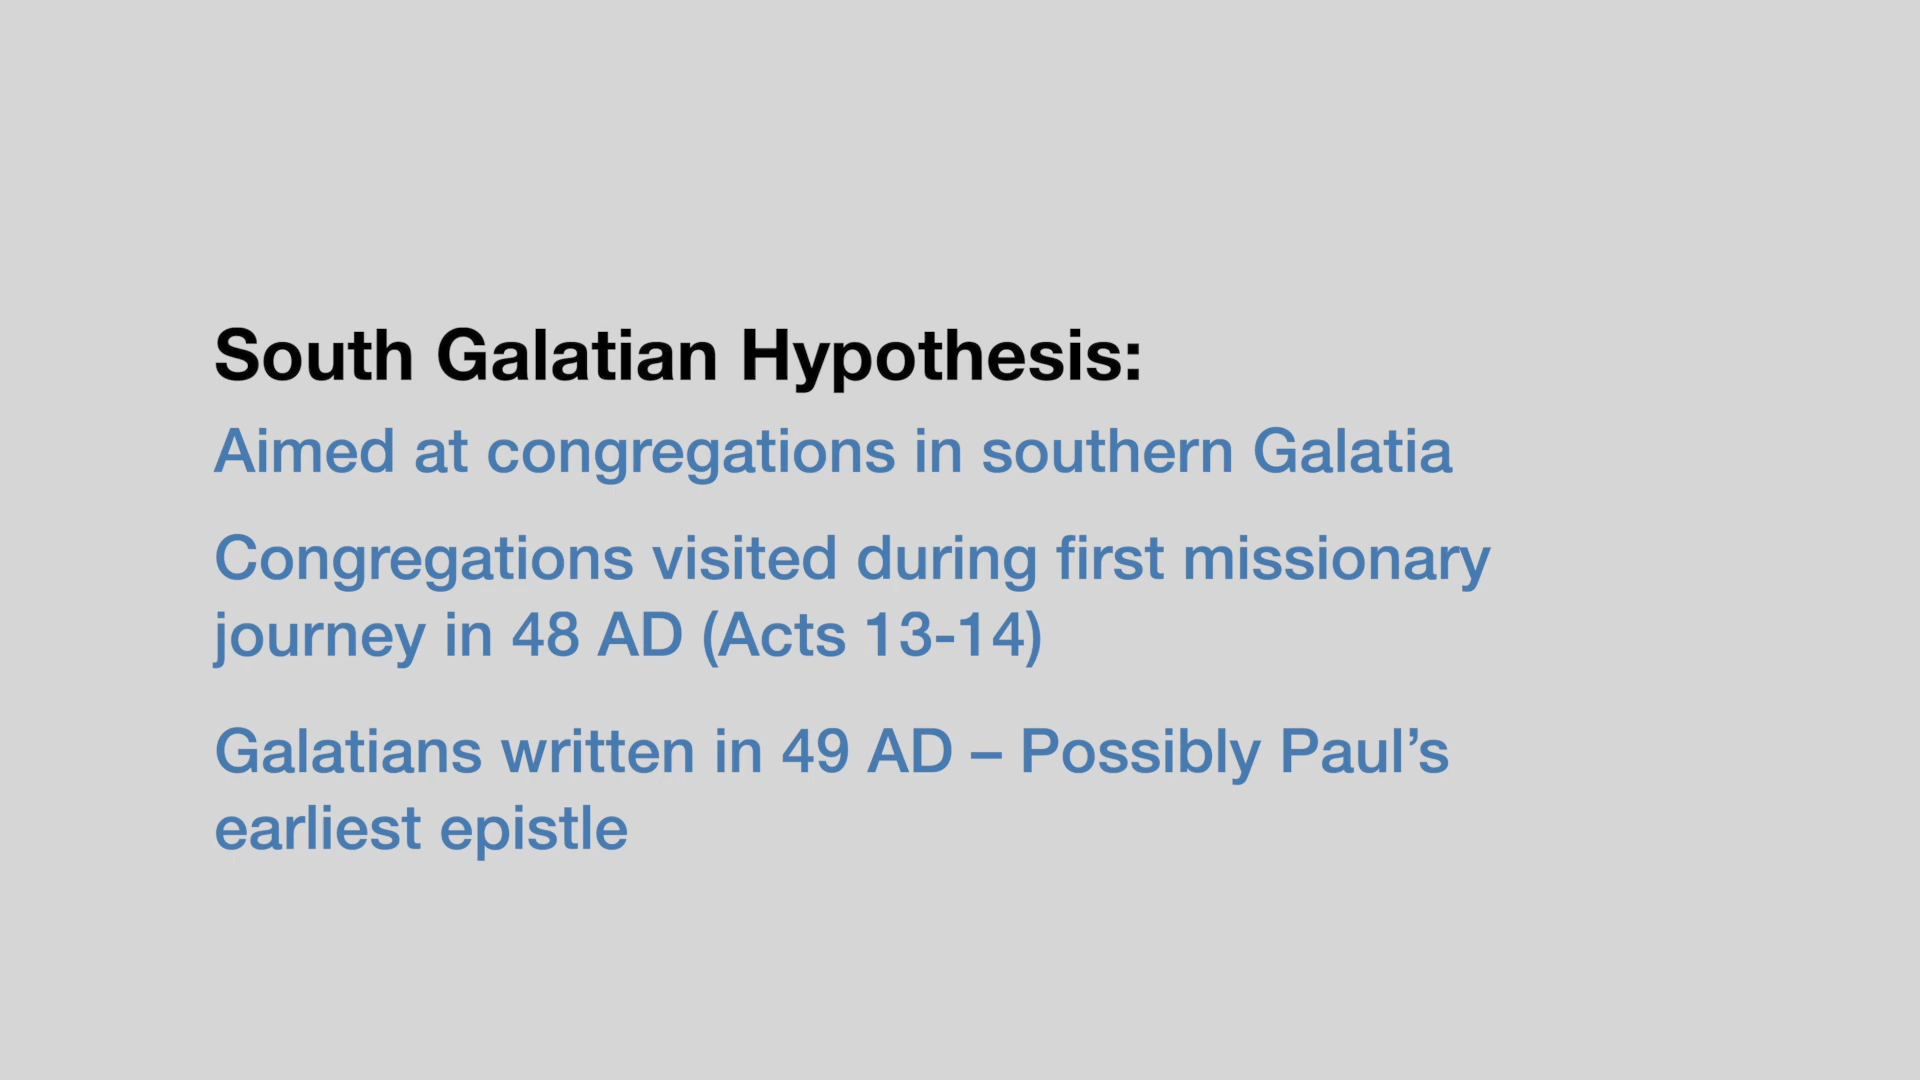 South Galatian Hypothesis:
Aimed at congregations in southern Galatia
Congregations visited during first missionary
journey in 48 AD (Acts 13-14)
Galatians written in 49 AD – Possibly Paul’s
earliest epistle